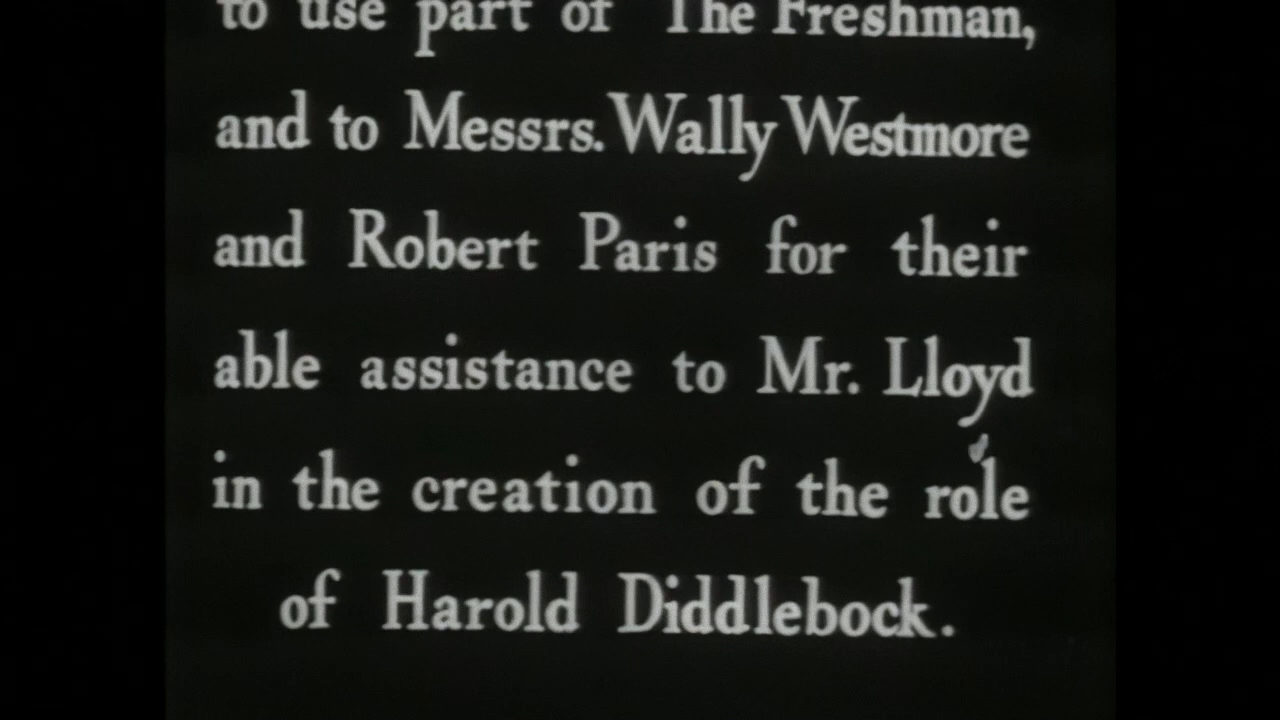 to use part of The Freshman,
and to Messrs. Wally Westmore
and Robert Paris for their
able assistance to Mr. Lloyd
in the creation of the role
of Harold Diddlebock.